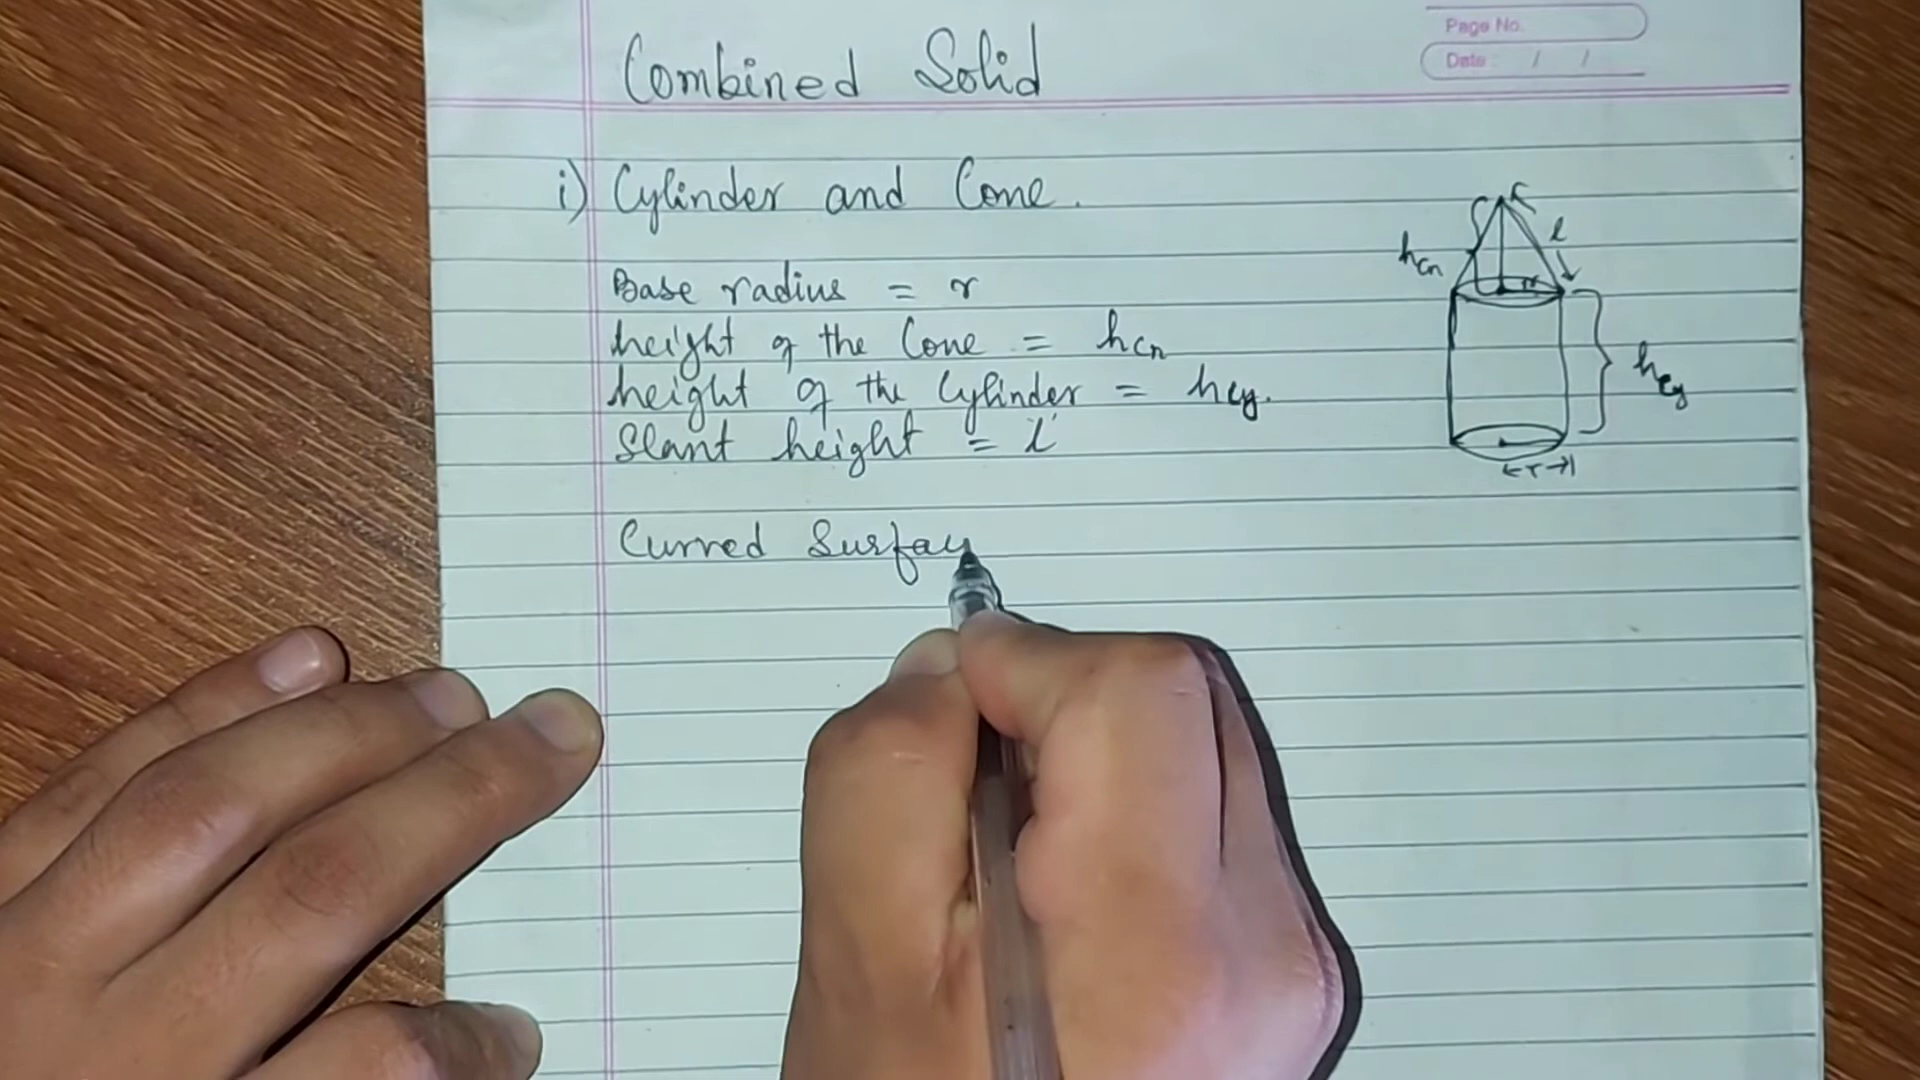 Page No.
Date : / /
Combined Solid
i) Cylinder and Cone.
Base radius = r
height of the Cone = hcn
height of the Cylinder = hcy.
Slant height = l
Curved Surfac
l
hcn
r
hcy
r